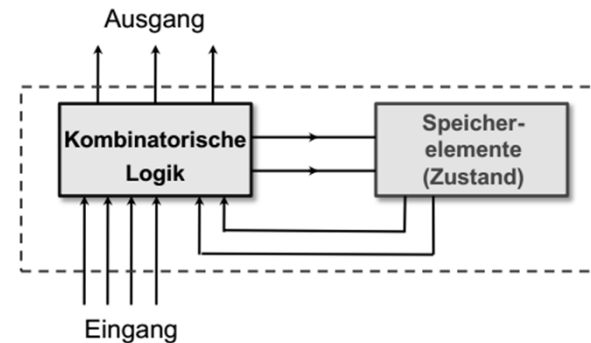 Ausgang
Kombinatorische
Logik
Speicher-
elemente
(Zustand)
Eingang